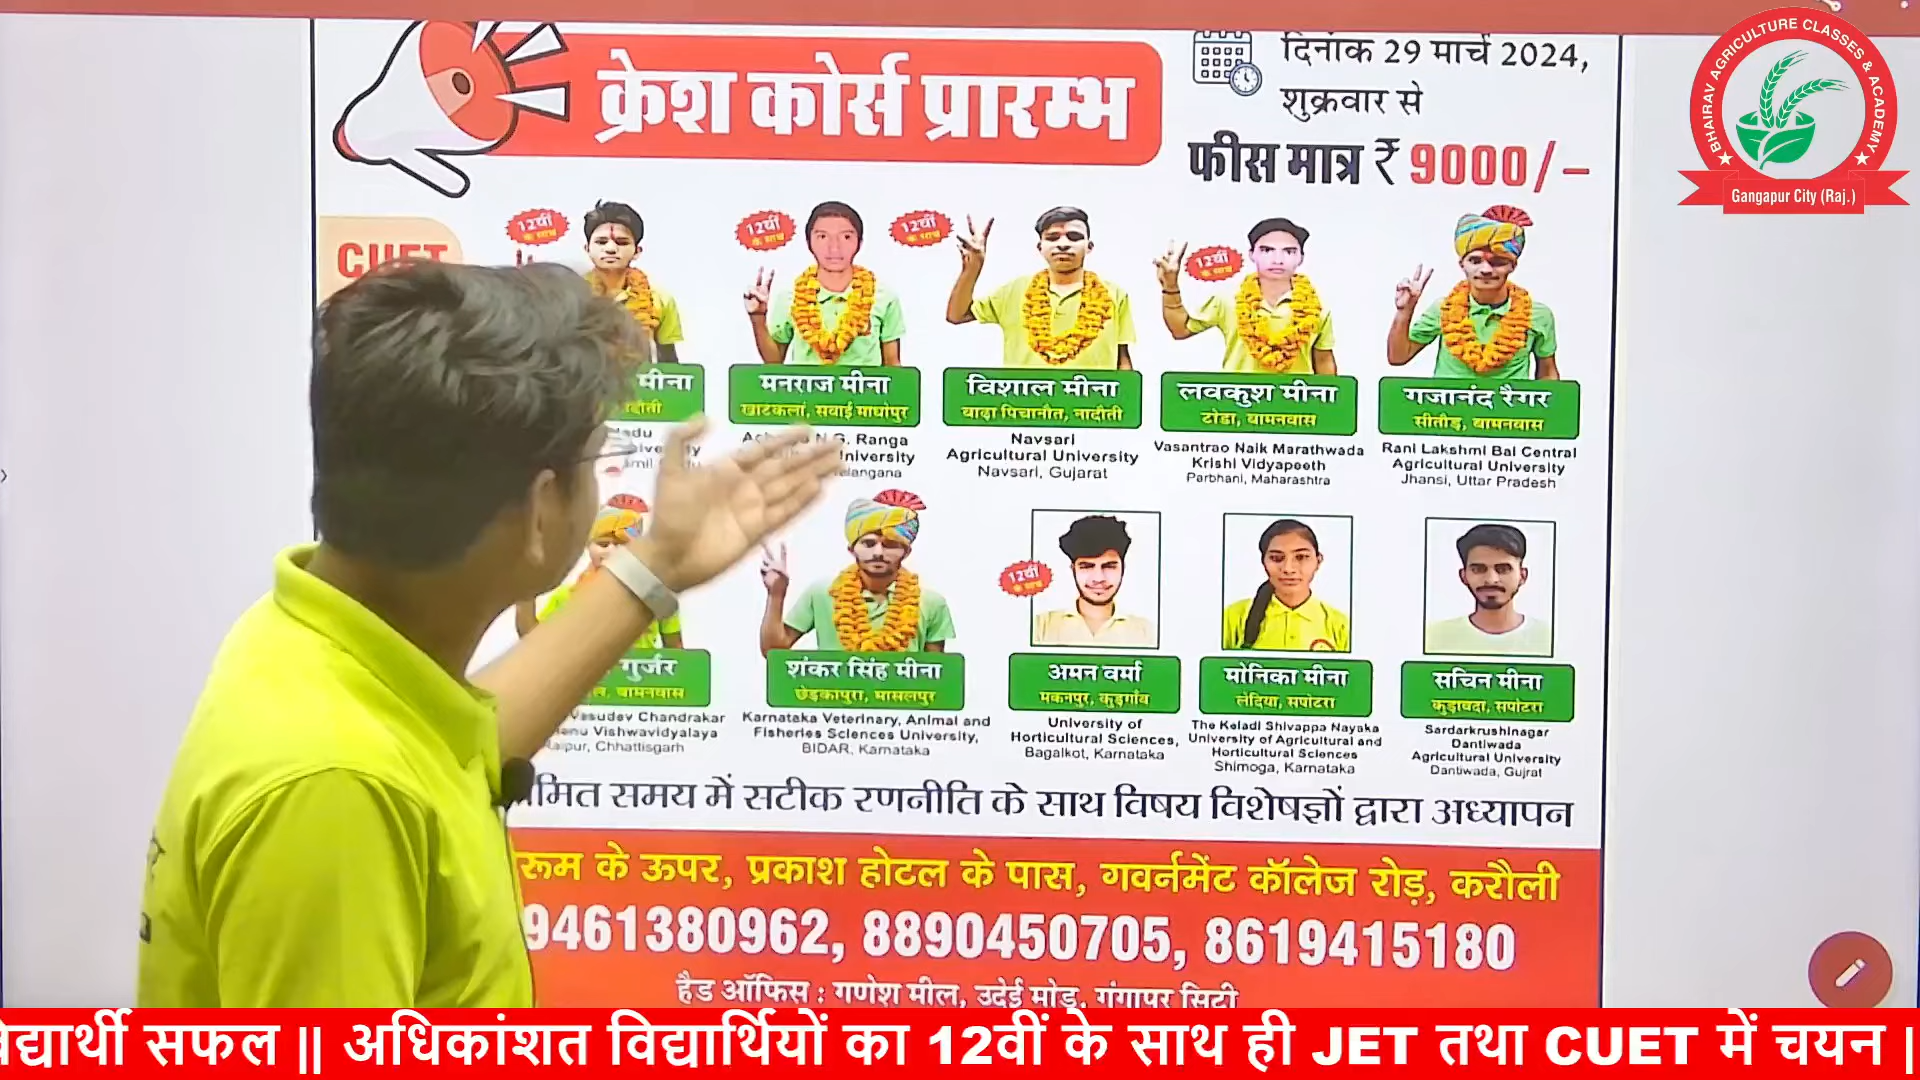 क्रेश कोर्स प्रारम्भ
दिनांक 29 मार्च 2024,
शुक्रवार से
फीस मात्र ₹ 9000/-
BHAIRAV AGRICULTURE CLASSES & ACADEMY
Gangapur City (Raj.)
CUET
12वीं के साथ
12वीं के साथ
12वीं के साथ
12वीं के साथ
मीना
मनराज मीना
खाटकलां, सवाई माधोपुर
N.G. Ranga
विशाल मीना
बाढ़ा पिचानौत, नादौती
Navsari
Agricultural University
Navsari, Gujarat
लवकुश मीना
टोडा, बामनवास
Vasantrao Naik Marathwada
Krishi Vidyapeeth
Parbhani, Maharashtra
गजानंद रैगर
सीतौड़, बामनवास
Rani Lakshmi Bai Central
Agricultural University
Jhansi, Uttar Pradesh
गुर्जर
बामनवास
Vasudev Chandrakar
Vishwavidyalaya
Chhattisgarh
शंकर सिंह मीना
छेड़कापुरा, मासलपुर
Karnataka Veterinary, Animal and
Fisheries Sciences University,
BIDAR, Karnataka
12वीं के साथ
अमन वर्मा
मकनपुर, कुड़गांव
University of
Horticultural Sciences,
Bagalkot, Karnataka
मोनिका मीना
लेदिया, सपोटरा
The Keladi Shivappa Nayaka
University of Agricultural and
Horticultural Sciences
Shimoga, Karnataka
सचिन मीना
कुड़ावदा, सपोटरा
Sardarkrushinagar
Dantiwada
Agricultural University
Dantiwada, Gujrat
समय में सटीक रणनीति के साथ विषय विशेषज्ञों द्वारा अध्यापन
रूम के ऊपर, प्रकाश होटल के पास, गवर्नमेंट कॉलेज रोड़, करौली
9461380962, 8890450705, 8619415180
हैड ऑफिस : गणेश मील, उदेई मोड़, गंगापुर सिटी
विद्यार्थी सफल || अधिकांशत विद्यार्थियों का 12वीं के साथ ही JET तथा CUET में चयन |